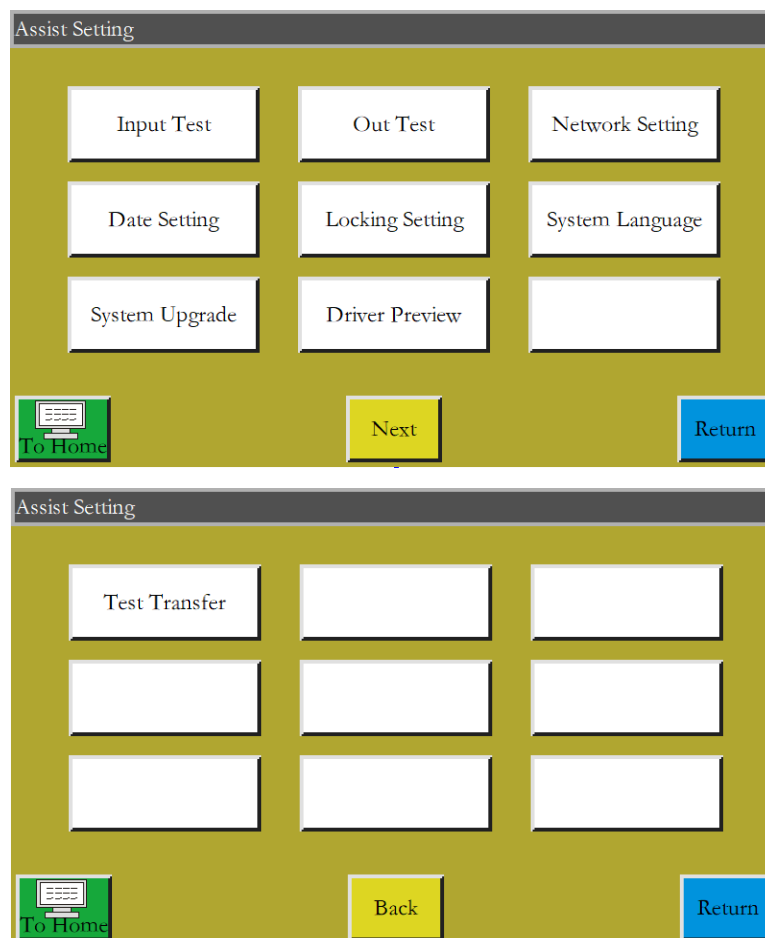 Assist Setting
Input Test
Out Test
Network Setting
Date Setting
Locking Setting
System Language
System Upgrade
Driver Preview
To Home
Next
Return
Assist Setting
Test Transfer
To Home
Back
Return